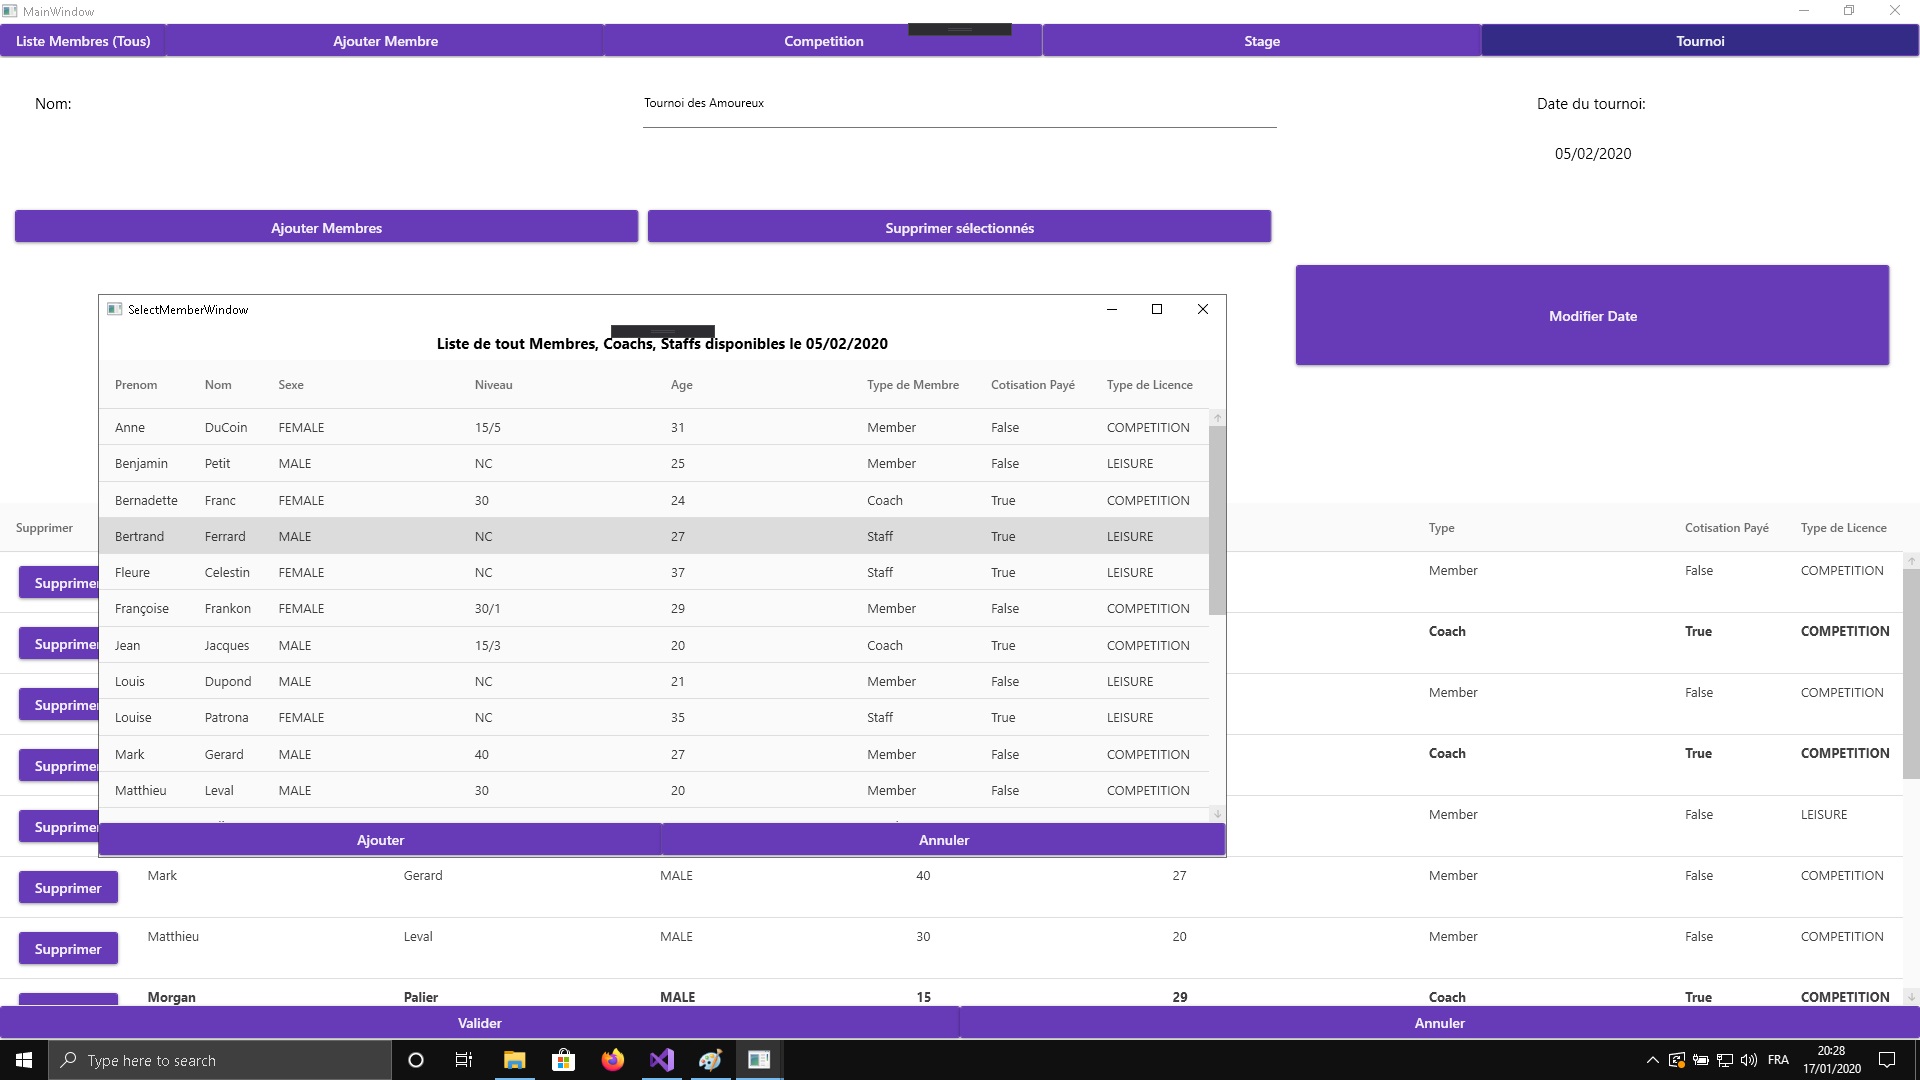 MainWindow
Liste Membres (Tous) Ajouter Membre Competition Stage Tournoi
Nom: Tournoi des Amoureux Date du tournoi:
05/02/2020
Ajouter Membres Supprimer sélectionnés
Modifier Date
SelectMemberWindow
Liste de tout Membres, Coachs, Staffs disponibles le 05/02/2020
Prenom Nom Sexe Niveau Age Type de Membre Cotisation Payé Type de Licence
Anne DuCoin FEMALE 15/5 31 Member False COMPETITION
Benjamin Petit MALE NC 25 Member False LEISURE
Bernadette Franc FEMALE 30 24 Coach True COMPETITION
Bertrand Ferrard MALE NC 27 Staff True LEISURE
Fleure Celestin FEMALE NC 37 Staff True LEISURE
Françoise Frankon FEMALE 30/1 29 Member False COMPETITION
Jean Jacques MALE 15/3 20 Coach True COMPETITION
Louis Dupond MALE NC 21 Member False LEISURE
Louise Patrona FEMALE NC 35 Staff True LEISURE
Mark Gerard MALE 40 27 Member False COMPETITION
Matthieu Leval MALE 30 20 Member False COMPETITION
Ajouter Annuler
Supprimer Type Cotisation Payé Type de Licence
Supprimer Member False COMPETITION
Supprimer Coach True COMPETITION
Supprimer Member False COMPETITION
Supprimer Coach True COMPETITION
Supprimer Member False LEISURE
Supprimer Mark Gerard MALE 40 27 Member False COMPETITION
Supprimer Matthieu Leval MALE 30 20 Member False COMPETITION
Morgan Palier MALE 15 29 Coach True COMPETITION
Valider Annuler
Type here to search FRA 20:28
17/01/2020